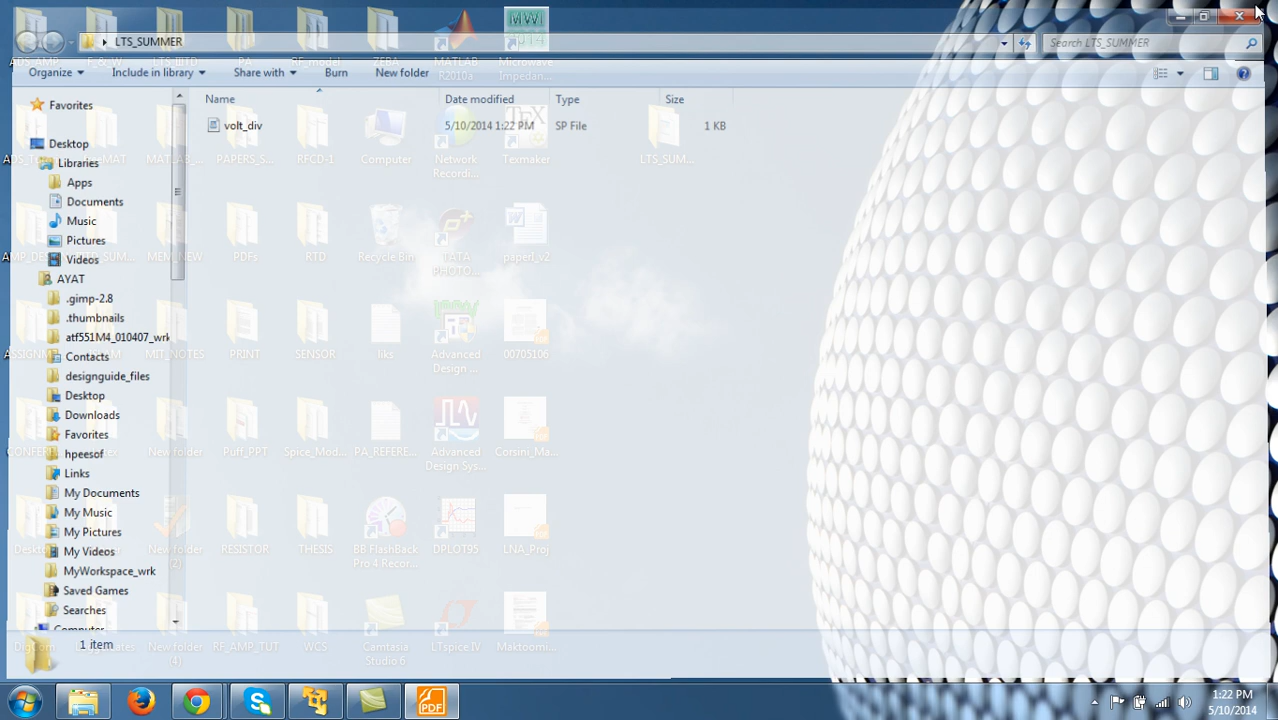 LTS_SUMMER
Search LTS_SUMMER
Organize
Include in library
Share with
Burn
New folder
Name
Date modified
Type
Size
volt_div
5/10/2014 1:22 PM
SP File
1 KB
Favorites
Desktop
Libraries
Apps
Documents
Music
Pictures
Videos
AYAT
.gimp-2.8
.thumbnails
atf551M4_010407_wrk
Contacts
designguide_files
Desktop
Downloads
Favorites
hpeesof
Links
My Documents
My Music
My Pictures
My Videos
MyWorkspace_wrk
Saved Games
Searches
Computer
1 item
MATLAB
R2010a
MWI
2014
Microwave
Impedan...
PAPERS_S...
RFCD-1
Computer
Network
Recordi...
Texmaker
LTS_SUM...
PDFs
RTD
Recycle Bin
TATA
PHOTO...
paperI_v2
MIT_NOTES
PRINT
SENSOR
liks
Advanced
Design ...
00705106
New folder
Puff_PPT
Spice_Mod...
PA_REFERE...
Advanced
Design Sys...
Corsini_Ma...
New folder
(2)
RESISTOR
THESIS
BB FlashBack
Pro 4 Recor...
DPLOT95
LNA_Proj
New folder
(4)
RF_AMP_TUT
WCS
Camtasia
Studio 6
LTspice IV
Maktoomi...
PDF
1:22 PM
5/10/2014